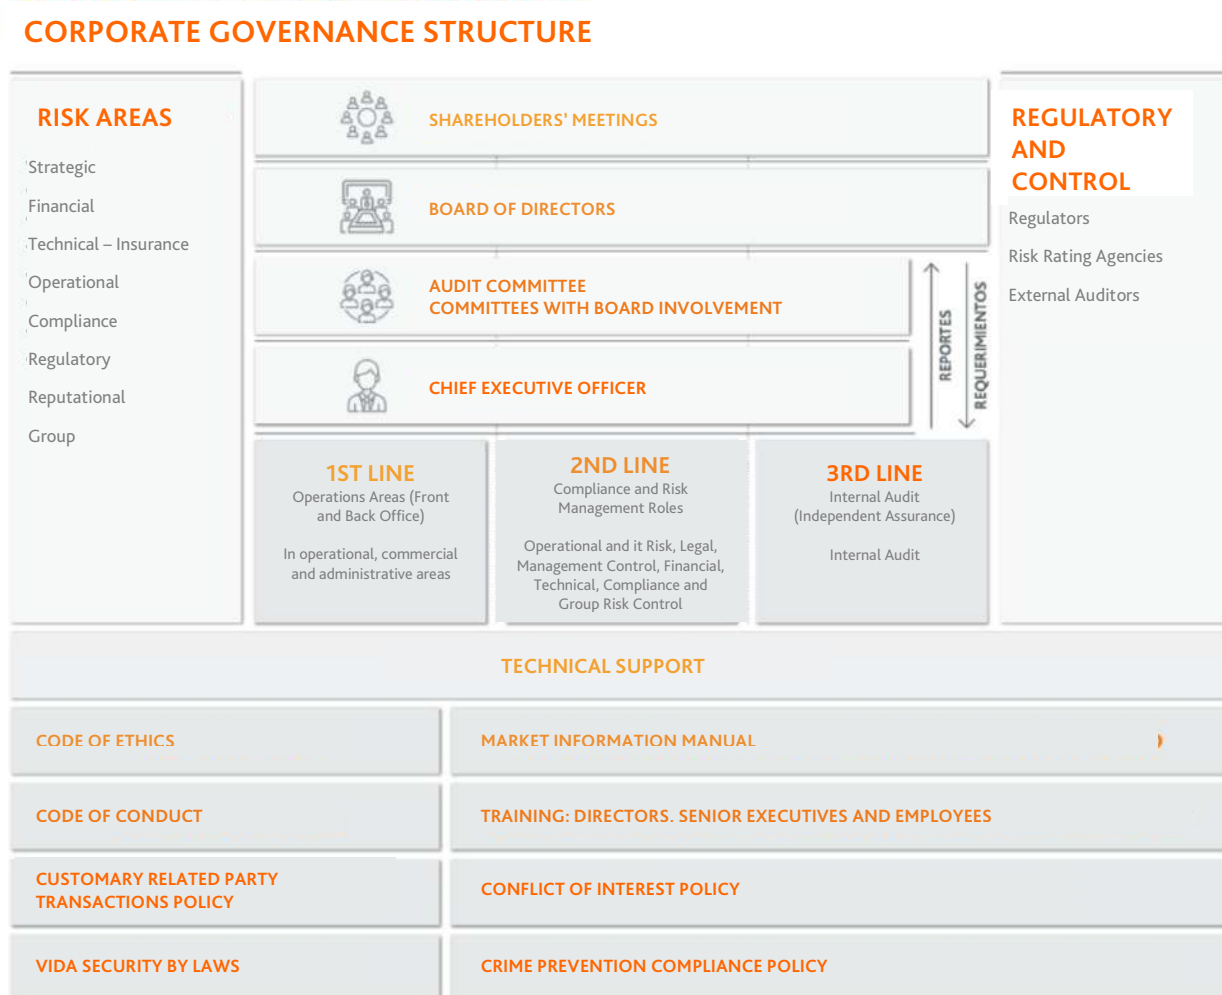 CORPORATE GOVERNANCE STRUCTURE
RISK AREAS
Strategic
Financial
Technical – Insurance
Operational
Compliance
Regulatory
Reputational
Group
SHAREHOLDERS' MEETINGS
BOARD OF DIRECTORS
AUDIT COMMITTEE
COMMITTEES WITH BOARD INVOLVEMENT
CHIEF EXECUTIVE OFFICER
REPORTES
REQUERIMIENTOS
1ST LINE
Operations Areas (Front
and Back Office)
In operational, commercial
and administrative areas
2ND LINE
Compliance and Risk
Management Roles
Operational and it Risk, Legal,
Management Control, Financial,
Technical, Compliance and
Group Risk Control
3RD LINE
Internal Audit
(Independent Assurance)
Internal Audit
REGULATORY
AND
CONTROL
Regulators
Risk Rating Agencies
External Auditors
TECHNICAL SUPPORT
CODE OF ETHICS
MARKET INFORMATION MANUAL
CODE OF CONDUCT
TRAINING: DIRECTORS. SENIOR EXECUTIVES AND EMPLOYEES
CUSTOMARY RELATED PARTY
TRANSACTIONS POLICY
CONFLICT OF INTEREST POLICY
VIDA SECURITY BY LAWS
CRIME PREVENTION COMPLIANCE POLICY